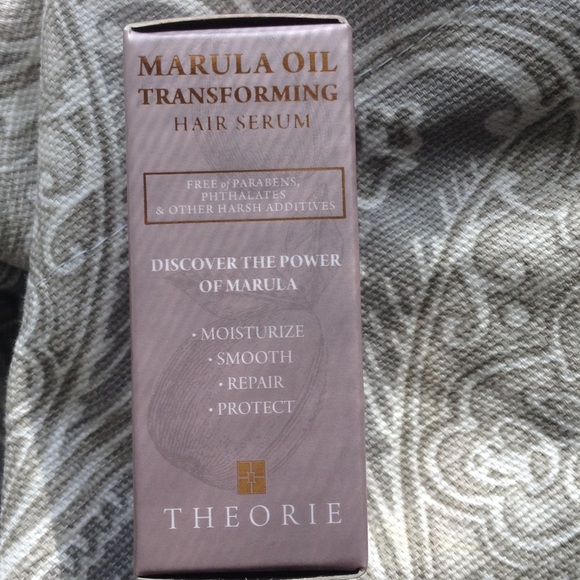 MARULA OIL
TRANSFORMING
HAIR SERUM
FREE of PARABENS,
PHTHALATES
& OTHER HARSH ADDITIVES
DISCOVER THE POWER
OF MARULA
• MOISTURIZE
• SMOOTH
• REPAIR
• PROTECT
THEORIE